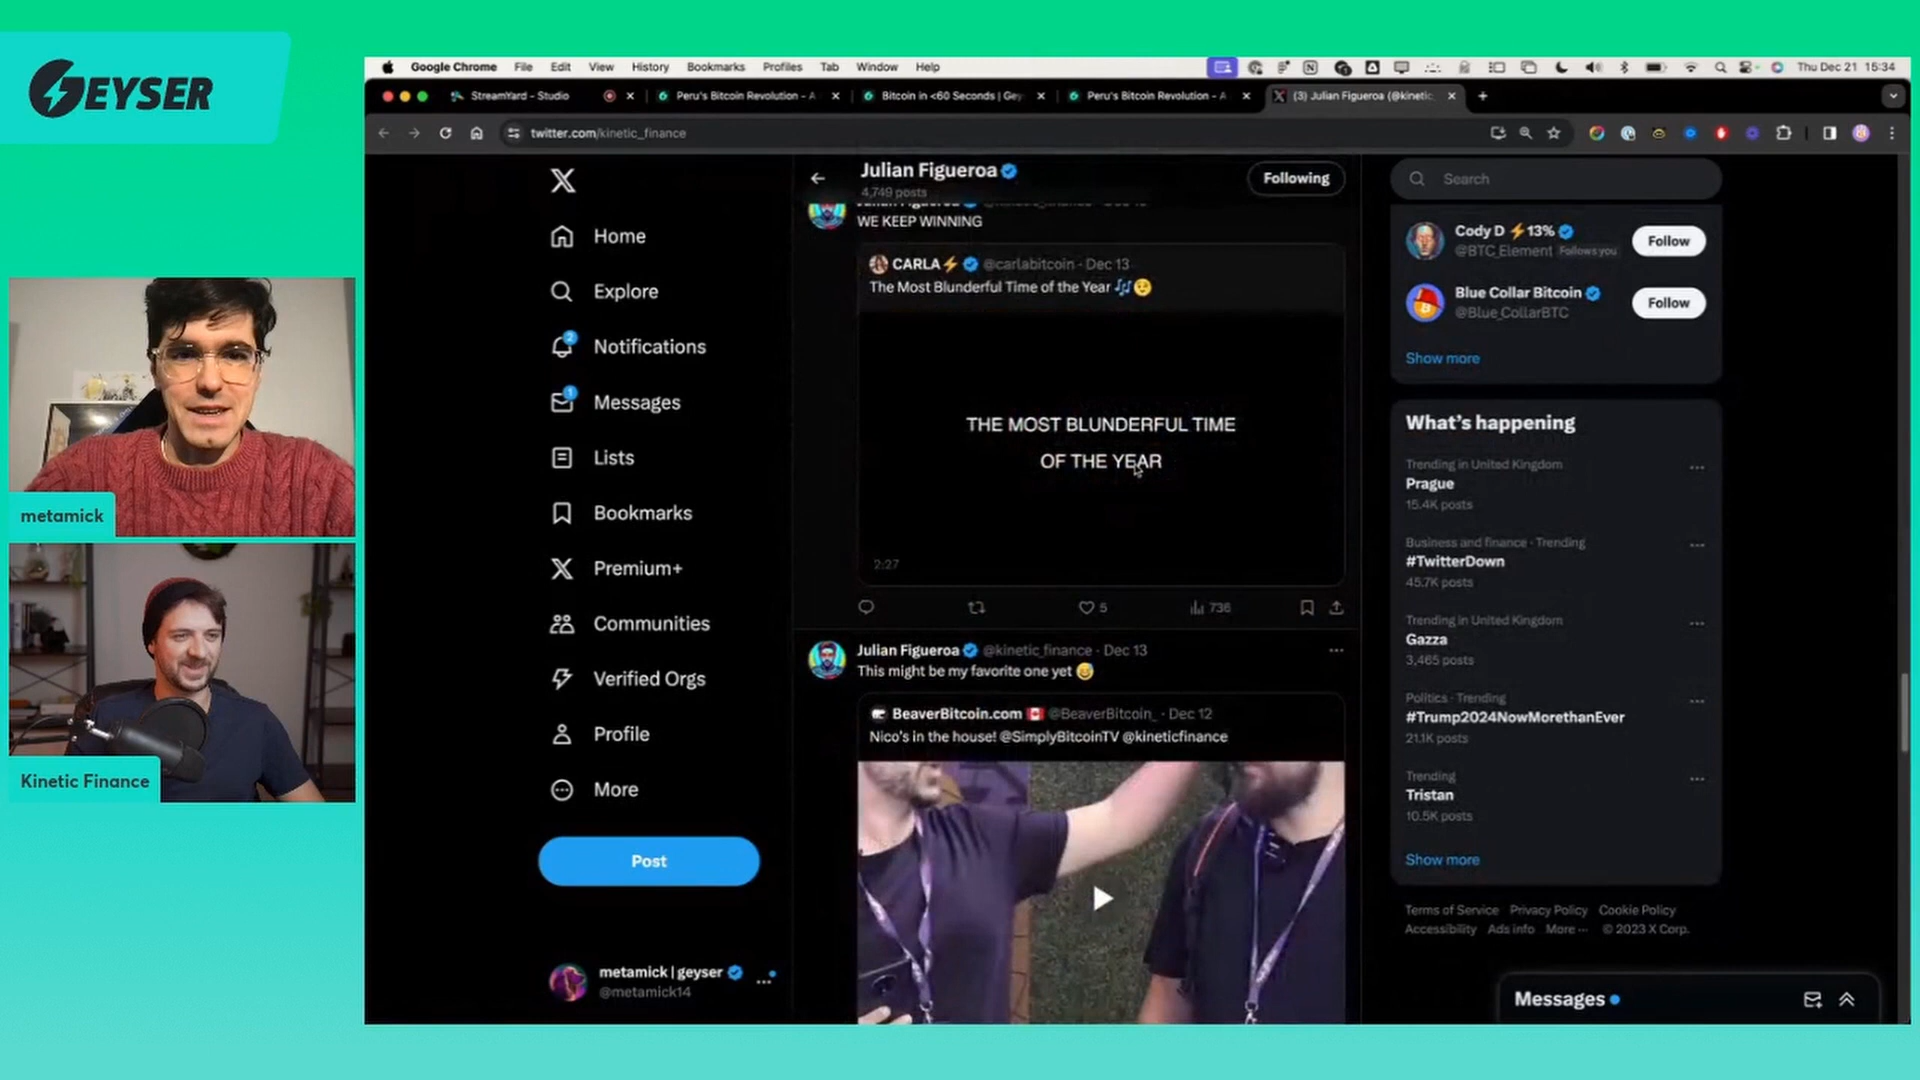 GEYSER
metamick
Kinetic Finance
Google Chrome File Edit View History Bookmarks Profiles Tab Window Help
Thu Dec 21 15:34
StreamYard - Studio
Peru's Bitcoin Revolution - A
Bitcoin in <60 Seconds | Gey
Peru's Bitcoin Revolution - A
(3) Julian Figueroa (@kinetic
twitter.com/kinetic_finance
Home
Explore
2
Notifications
1
Messages
Lists
Bookmarks
Premium+
Communities
Verified Orgs
Profile
More
Post
metamick | geyser
@metamick14
Julian Figueroa
4,749 posts
Following
WE KEEP WINNING
CARLA⚡ @carlabitcoin · Dec 13
The Most Blunderful Time of the Year 🎶🤨
THE MOST BLUNDERFUL TIME
OF THE YEAR
2:27
5
736
Julian Figueroa @kinetic_finance · Dec 13
This might be my favorite one yet 😅
BeaverBitcoin.com 🇨🇦 @BeaverBitcoin_ · Dec 12
Nico's in the house! @SimplyBitcoinTV @kineticfinance
Search
Cody D ⚡13%
@BTC_Element Follows you
Follow
Blue Collar Bitcoin
@Blue_CollarBTC
Follow
Show more
What's happening
Trending in United Kingdom
Prague
15.4K posts
Business and finance · Trending
#TwitterDown
45.7K posts
Trending in United Kingdom
Gazza
3,465 posts
Politics · Trending
#Trump2024NowMorethanEver
21.1K posts
Trending
Tristan
10.5K posts
Show more
Terms of Service Privacy Policy Cookie Policy
Accessibility Ads info More ··· © 2023 X Corp.
Messages